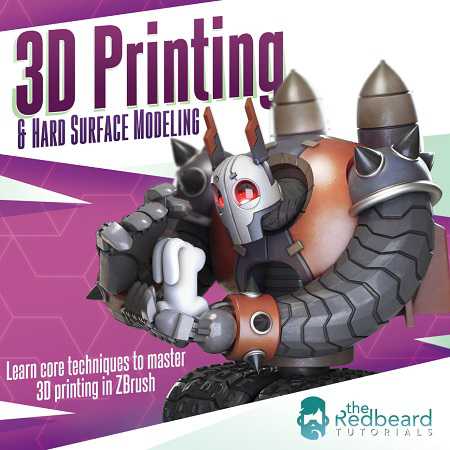 3D Printing
& HARD SURFACE MODELING
Learn core techniques to master
3D printing in ZBrush
the
Redbeard
TUTORIALS